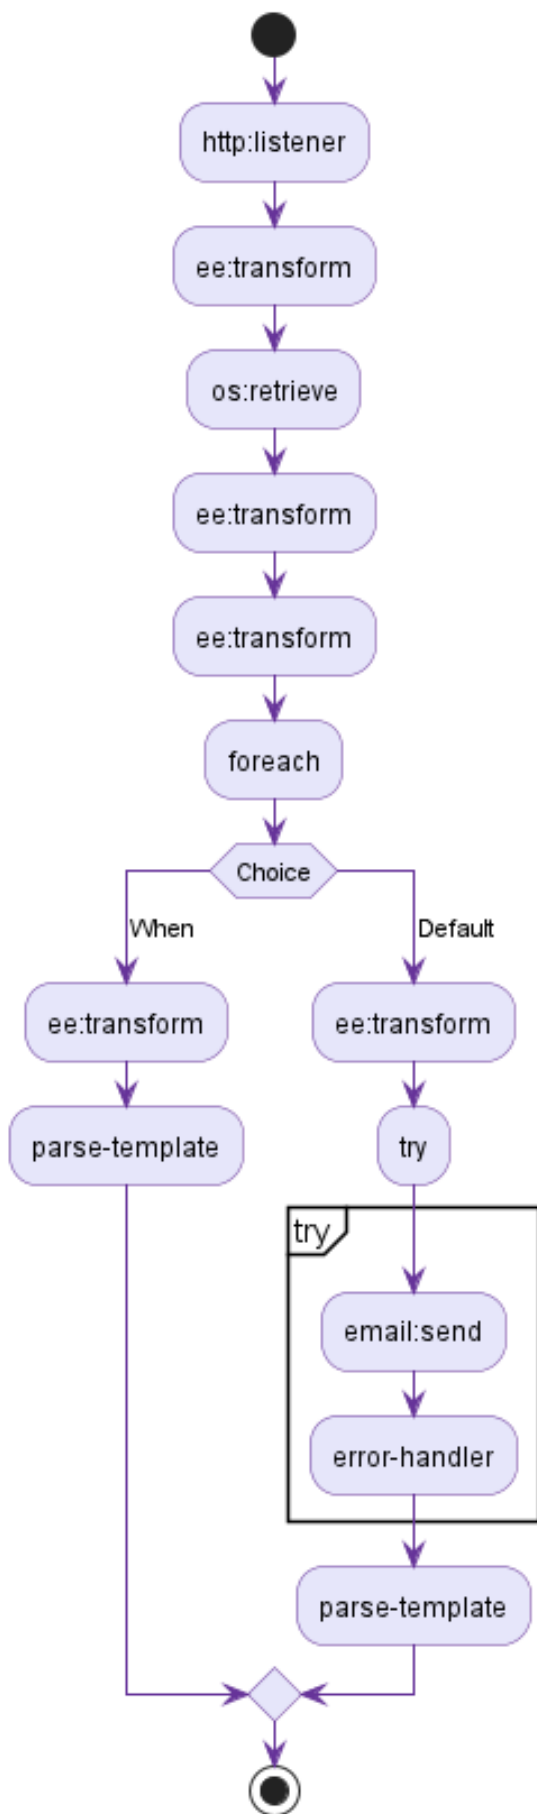 http:listener
ee:transform
os:retrieve
ee:transform
ee:transform
foreach
Choice
When
Default
ee:transform
ee:transform
parse-template
try
try
email:send
error-handler
parse-template